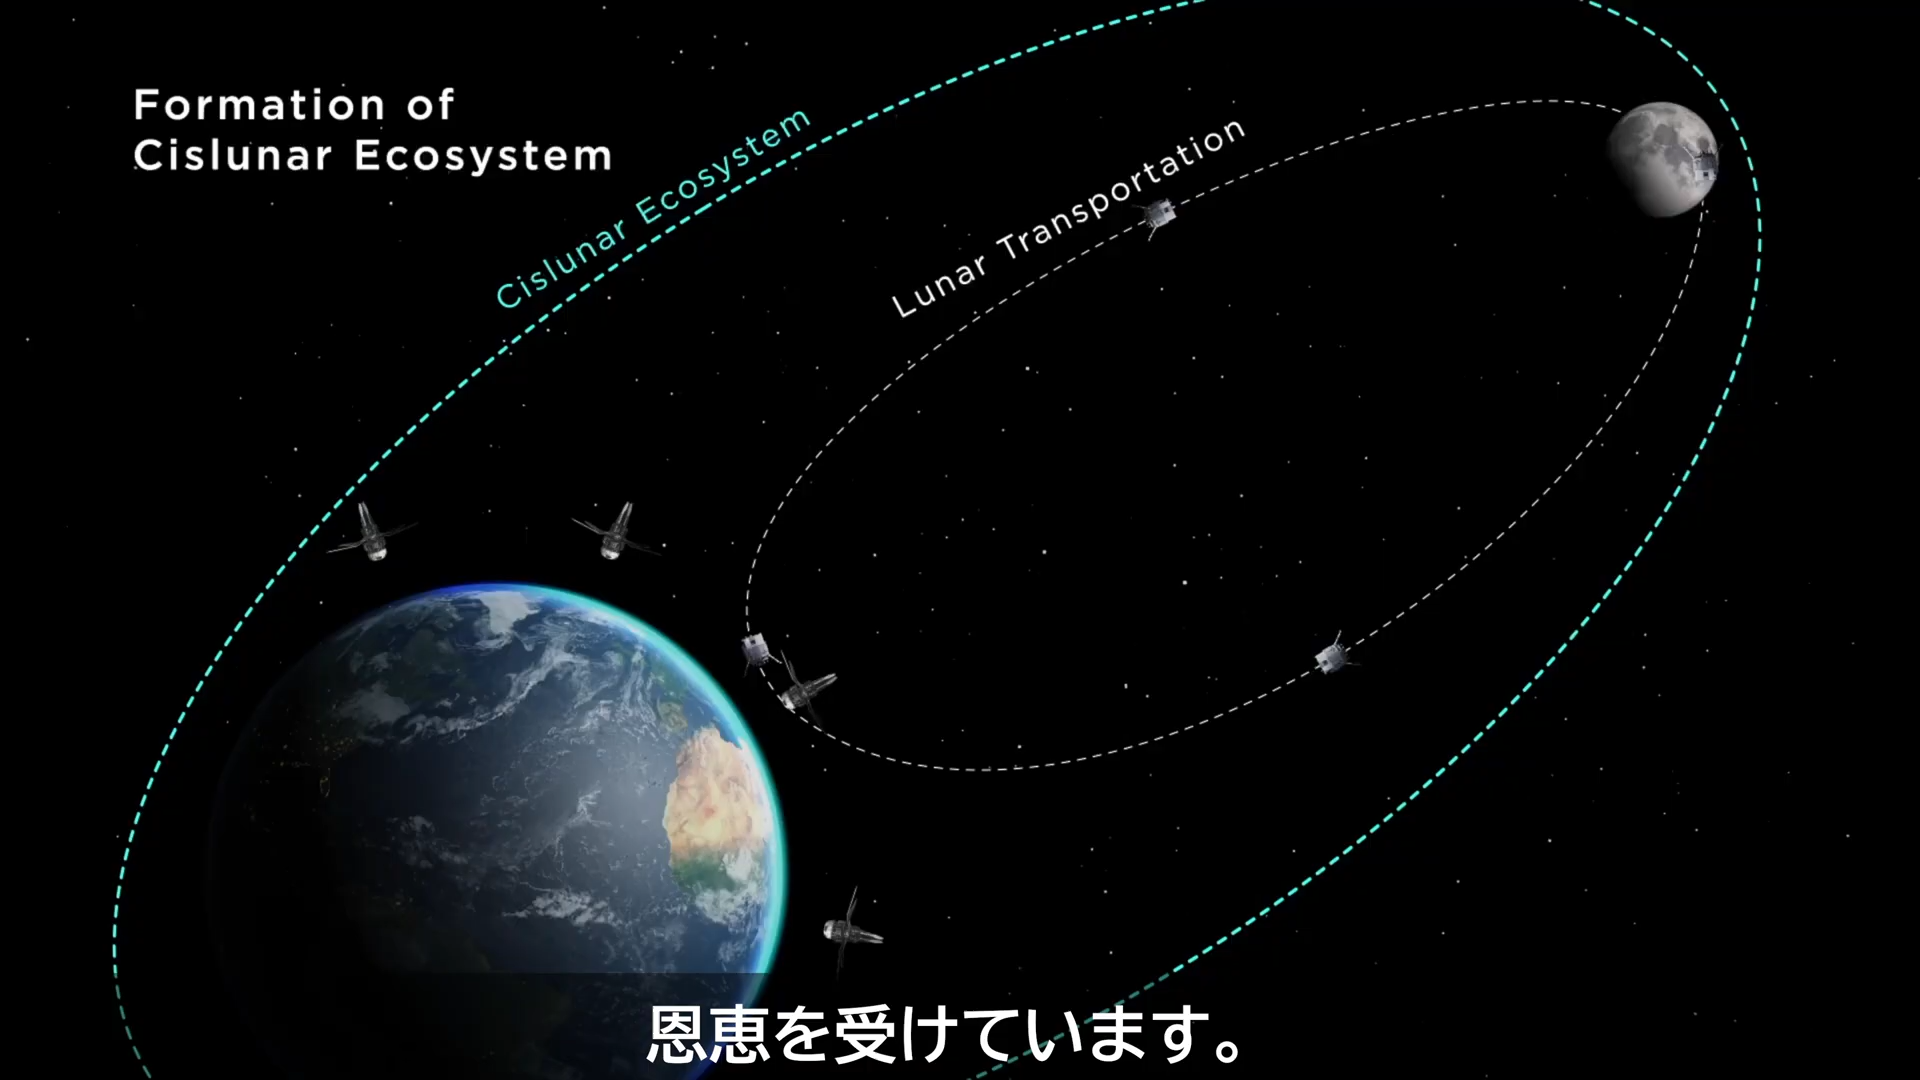 Formation of
Cislunar Ecosystem
Cislunar Ecosystem
Lunar Transportation
恩恵を受けています。